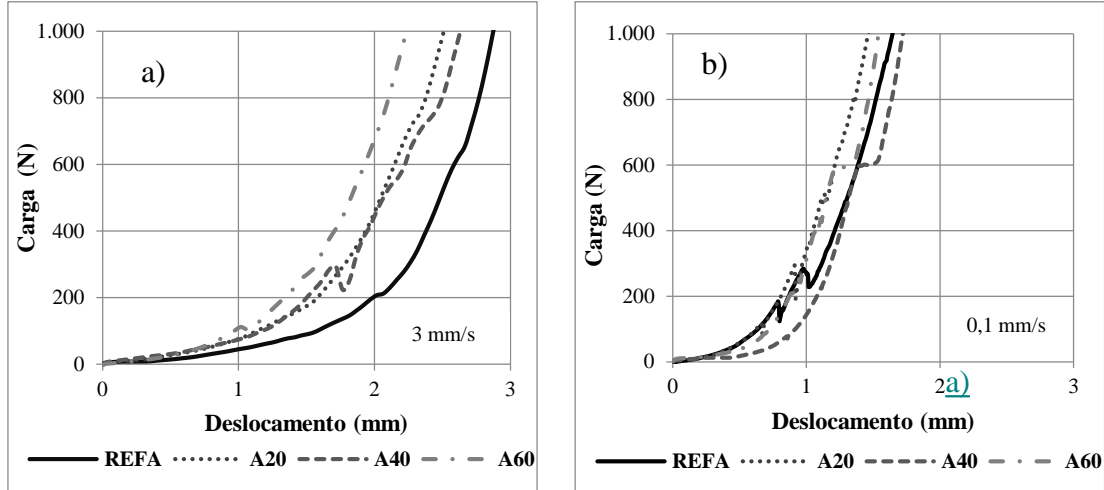 a)
1.000
800
600
400
200
0
Carga (N)
3 mm/s
0 1 2 3
Deslocamento (mm)
REFA A20 A40 A60
b)
1.000
800
600
400
200
0
Carga (N)
0,1 mm/s
a)
0 1 2 3
Deslocamento (mm)
REFA A20 A40 A60